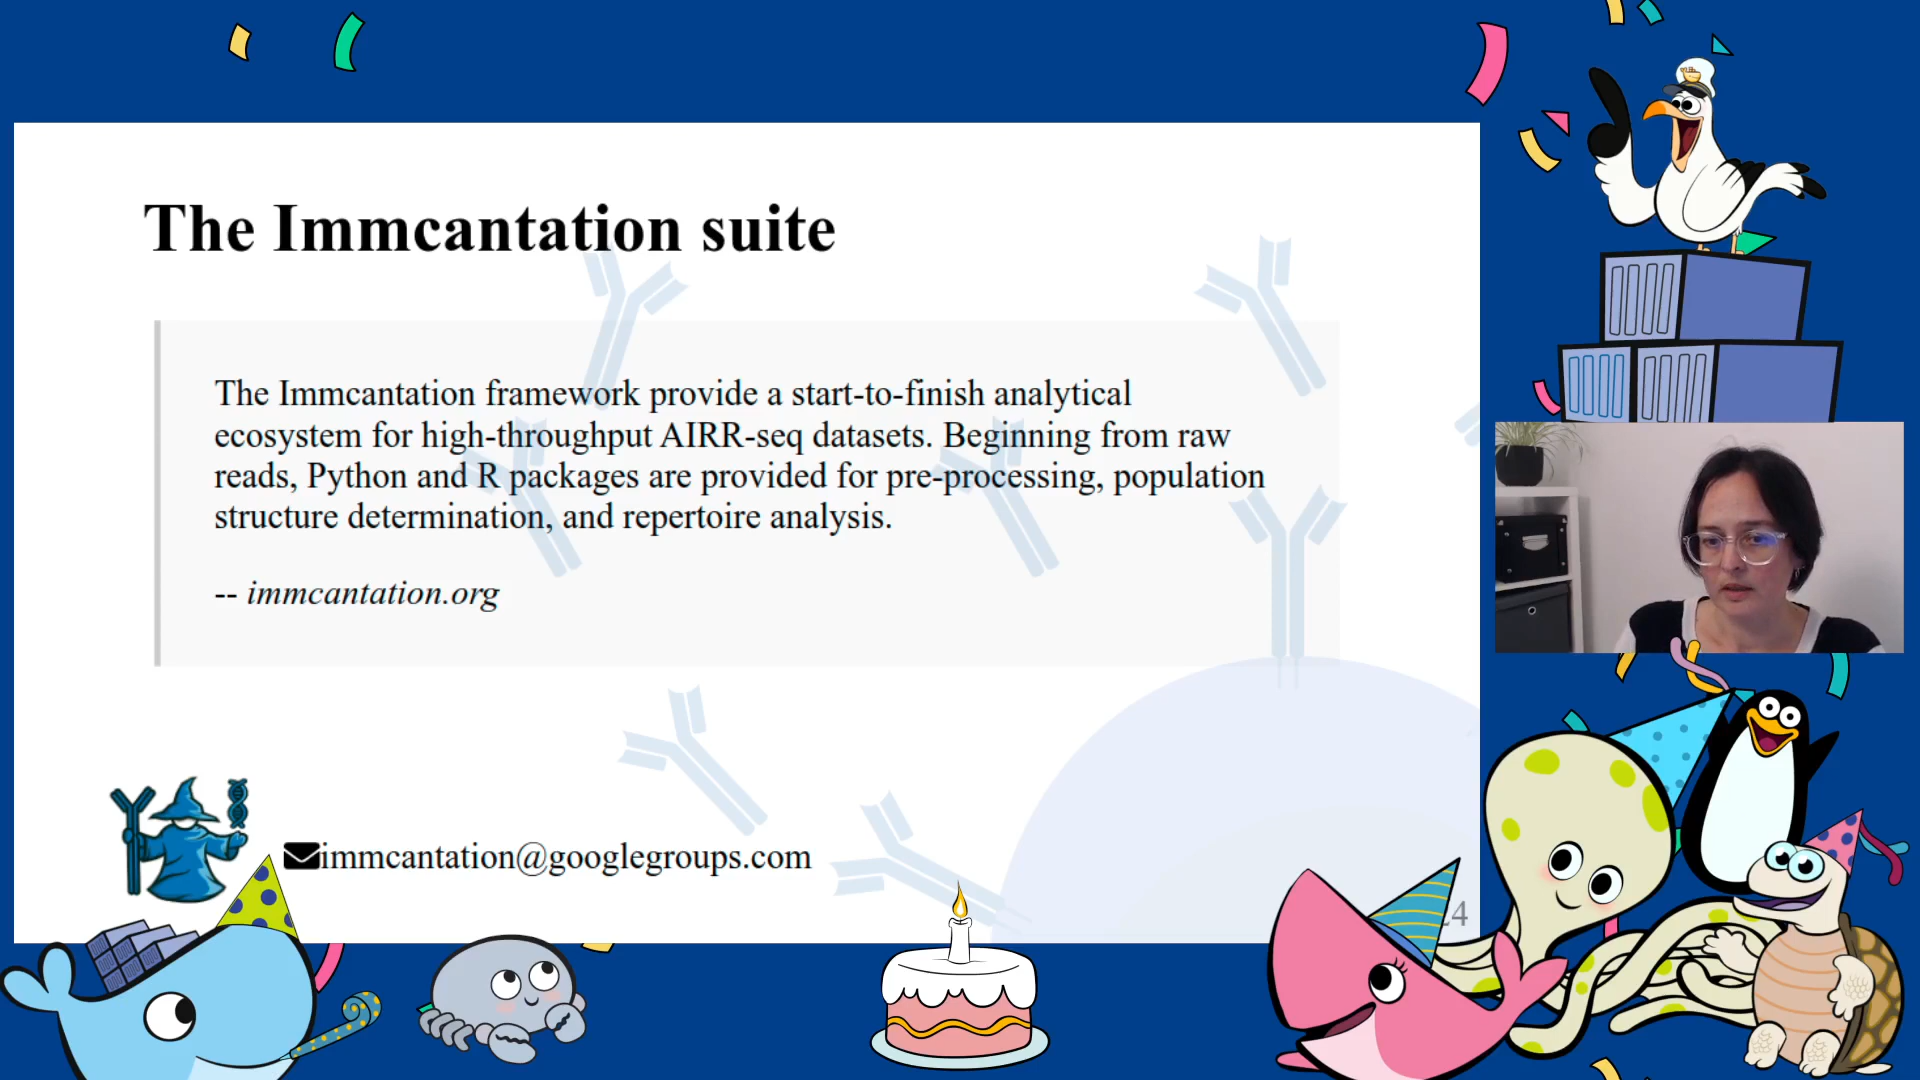 The Immcantation suite
The Immcantation framework provide a start-to-finish analytical
ecosystem for high-throughput AIRR-seq datasets. Beginning from raw
reads, Python and R packages are provided for pre-processing, population
structure determination, and repertoire analysis.
-- immcantation.org
immcantation@googlegroups.com